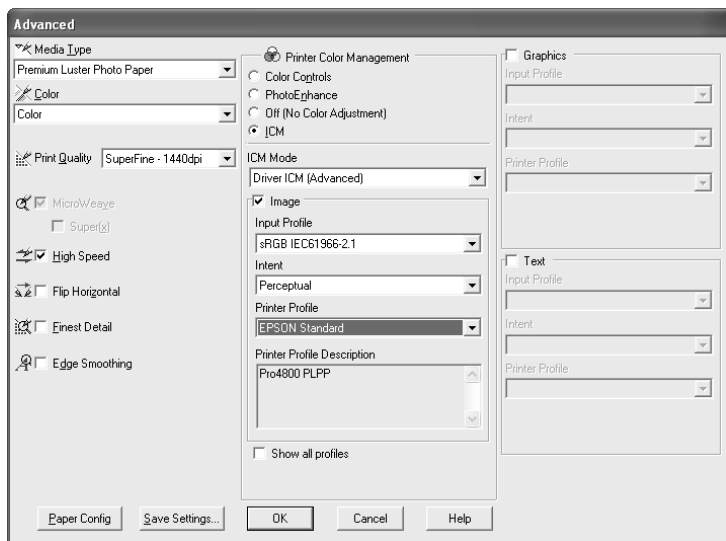 Advanced
Media Type
Premium Luster Photo Paper
Color
Color
Print Quality SuperFine - 1440dpi
MicroWeave
Super(x)
High Speed
Flip Horizontal
Finest Detail
Edge Smoothing
Paper Config Save Settings...
Printer Color Management
Color Controls
PhotoEnhance
Off (No Color Adjustment)
ICM
ICM Mode
Driver ICM (Advanced)
Image
Input Profile
sRGB IEC61966-2.1
Intent
Perceptual
Printer Profile
EPSON Standard
Printer Profile Description
Pro4800 PLPP
Show all profiles
OK Cancel Help
Graphics
Input Profile
Intent
Printer Profile
Text
Input Profile
Intent
Printer Profile